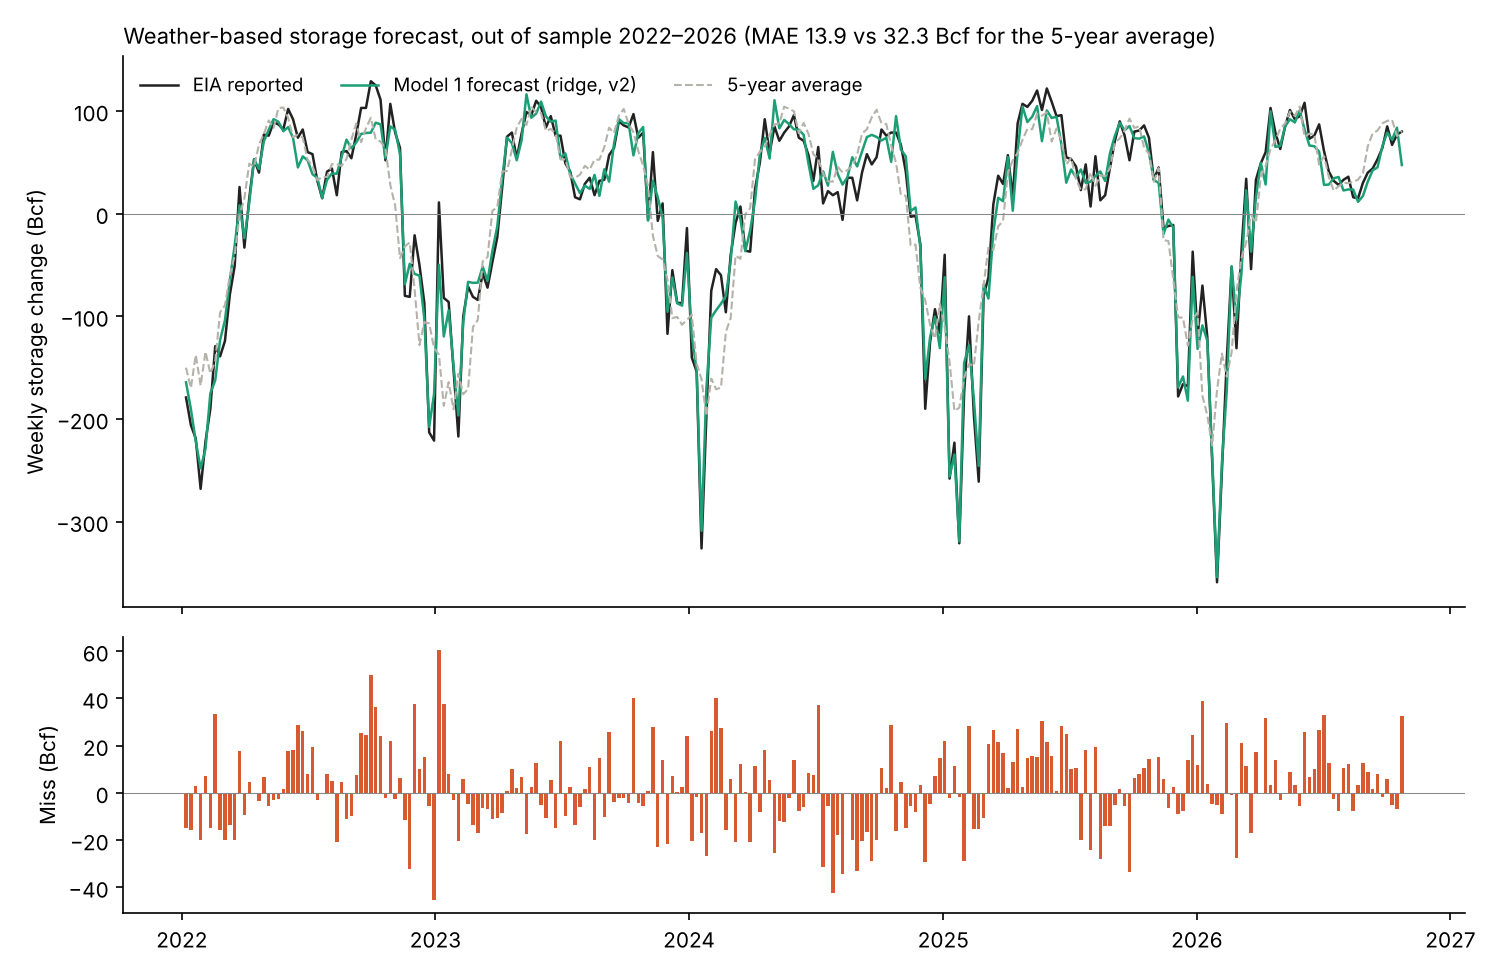 Weather-based storage forecast, out of sample 2022–2026 (MAE 13.9 vs 32.3 Bcf for the 5-year average)
EIA reported
Model 1 forecast (ridge, v2)
5-year average
Weekly storage change (Bcf)
100
0
−100
−200
−300
Miss (Bcf)
60
40
20
0
−20
−40
2022
2023
2024
2025
2026
2027